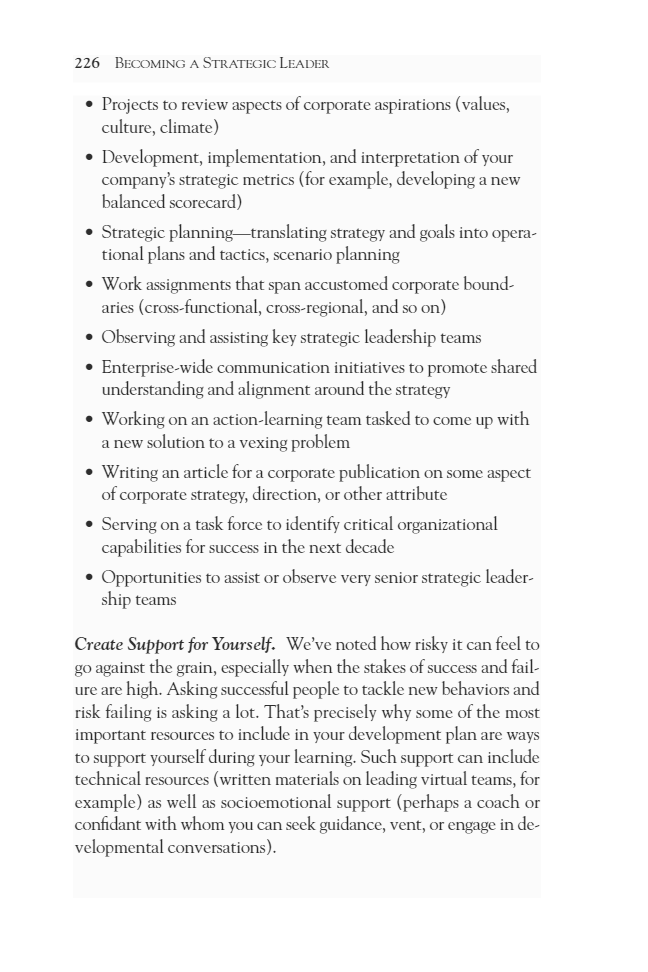 226 BECOMING A STRATEGIC LEADER
• Projects to review aspects of corporate aspirations (values,
culture, climate)
• Development, implementation, and interpretation of your
company's strategic metrics (for example, developing a new
balanced scorecard)
• Strategic planning—translating strategy and goals into opera-
tional plans and tactics, scenario planning
• Work assignments that span accustomed corporate bound-
aries (cross-functional, cross-regional, and so on)
• Observing and assisting key strategic leadership teams
• Enterprise-wide communication initiatives to promote shared
understanding and alignment around the strategy
• Working on an action-learning team tasked to come up with
a new solution to a vexing problem
• Writing an article for a corporate publication on some aspect
of corporate strategy, direction, or other attribute
• Serving on a task force to identify critical organizational
capabilities for success in the next decade
• Opportunities to assist or observe very senior strategic leader-
ship teams
Create Support for Yourself. We've noted how risky it can feel to
go against the grain, especially when the stakes of success and fail-
ure are high. Asking successful people to tackle new behaviors and
risk failing is asking a lot. That's precisely why some of the most
important resources to include in your development plan are ways
to support yourself during your learning. Such support can include
technical resources (written materials on leading virtual teams, for
example) as well as socioemotional support (perhaps a coach or
confidant with whom you can seek guidance, vent, or engage in de-
velopmental conversations).